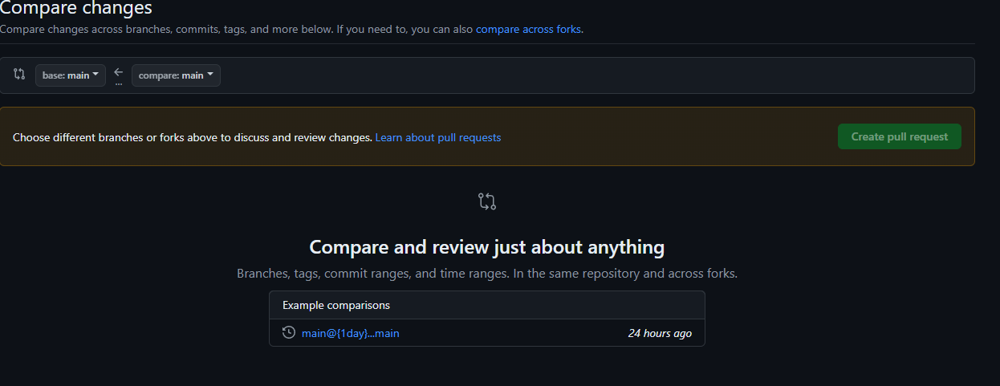 Compare changes
Compare changes across branches, commits, tags, and more below. If you need to, you can also compare across forks.
base: main
...
compare: main
Choose different branches or forks above to discuss and review changes. Learn about pull requests
Create pull request
Compare and review just about anything
Branches, tags, commit ranges, and time ranges. In the same repository and across forks.
Example comparisons
main@{1day}...main
24 hours ago